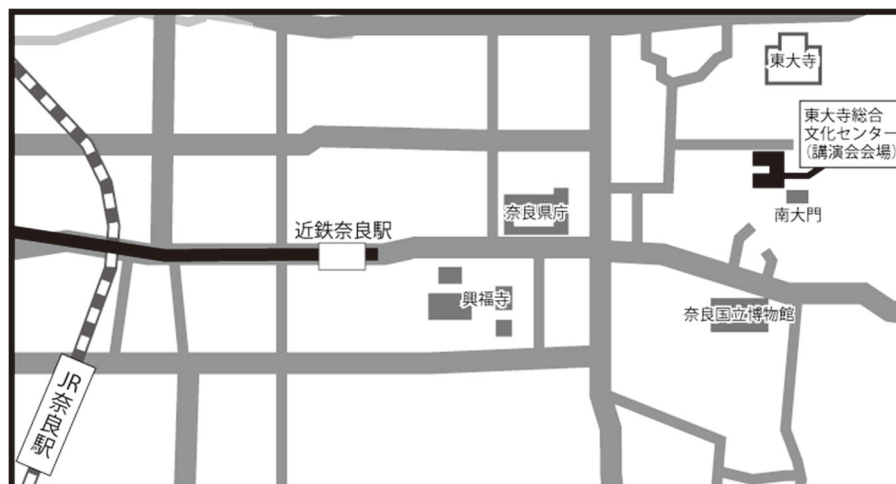 東大寺
東大寺総合
文化センター
（講演会会場）
奈良県庁
南大門
近鉄奈良駅
興福寺
奈良国立博物館
JR奈良駅